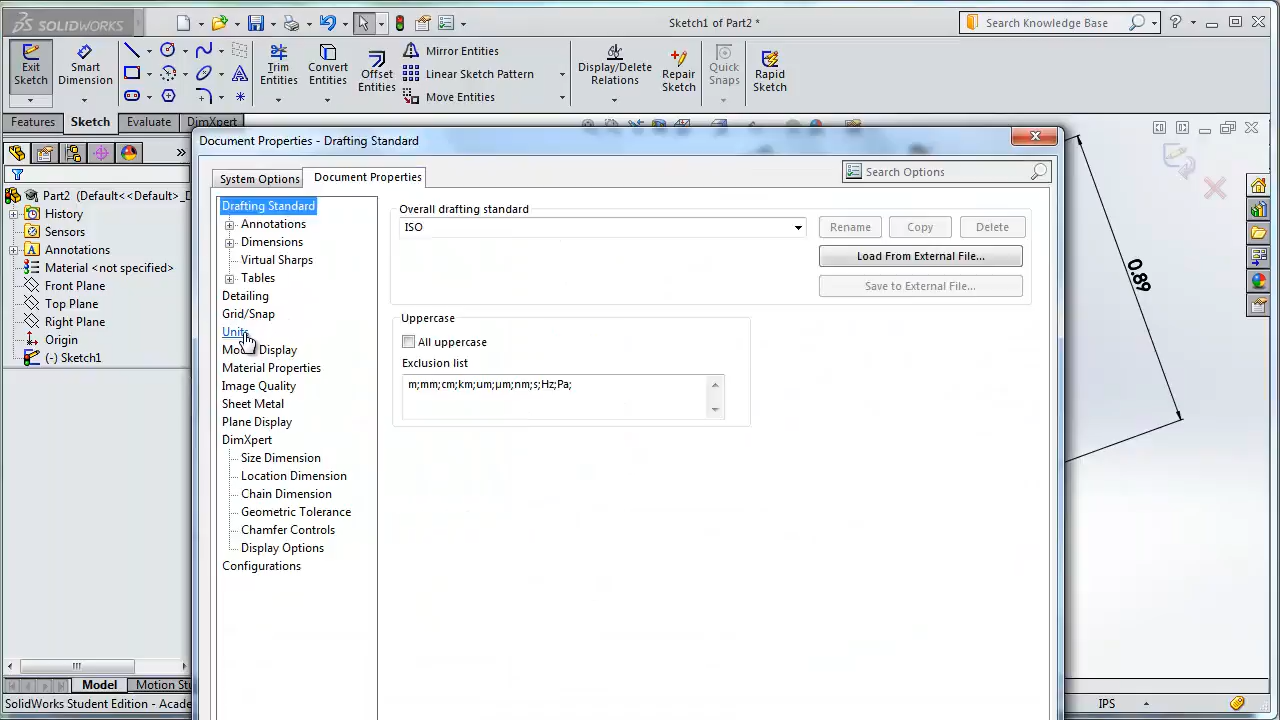 SOLIDWORKS
Sketch1 of Part2 *
Search Knowledge Base
Exit Sketch
Smart Dimension
Trim Entities
Convert Entities
Offset Entities
Mirror Entities
Linear Sketch Pattern
Move Entities
Display/Delete Relations
Repair Sketch
Quick Snaps
Rapid Sketch
Features
Sketch
Evaluate
DimXpert
Document Properties - Drafting Standard
System Options
Document Properties
Search Options
Part2 (Default<<Default>_D
History
Sensors
Annotations
Material <not specified>
Front Plane
Top Plane
Right Plane
Origin
(-) Sketch1
Drafting Standard
Annotations
Dimensions
Virtual Sharps
Tables
Detailing
Grid/Snap
Units
Display
Material Properties
Image Quality
Sheet Metal
Plane Display
DimXpert
Size Dimension
Location Dimension
Chain Dimension
Geometric Tolerance
Chamfer Controls
Display Options
Configurations
Overall drafting standard
ISO
Rename
Copy
Delete
Load From External File...
Save to External File...
Uppercase
All uppercase
Exclusion list
m;mm;cm;km;um;µm;nm;s;Hz;Pa;
0.89
Model
Motion Stu
SolidWorks Student Edition - Acade
IPS